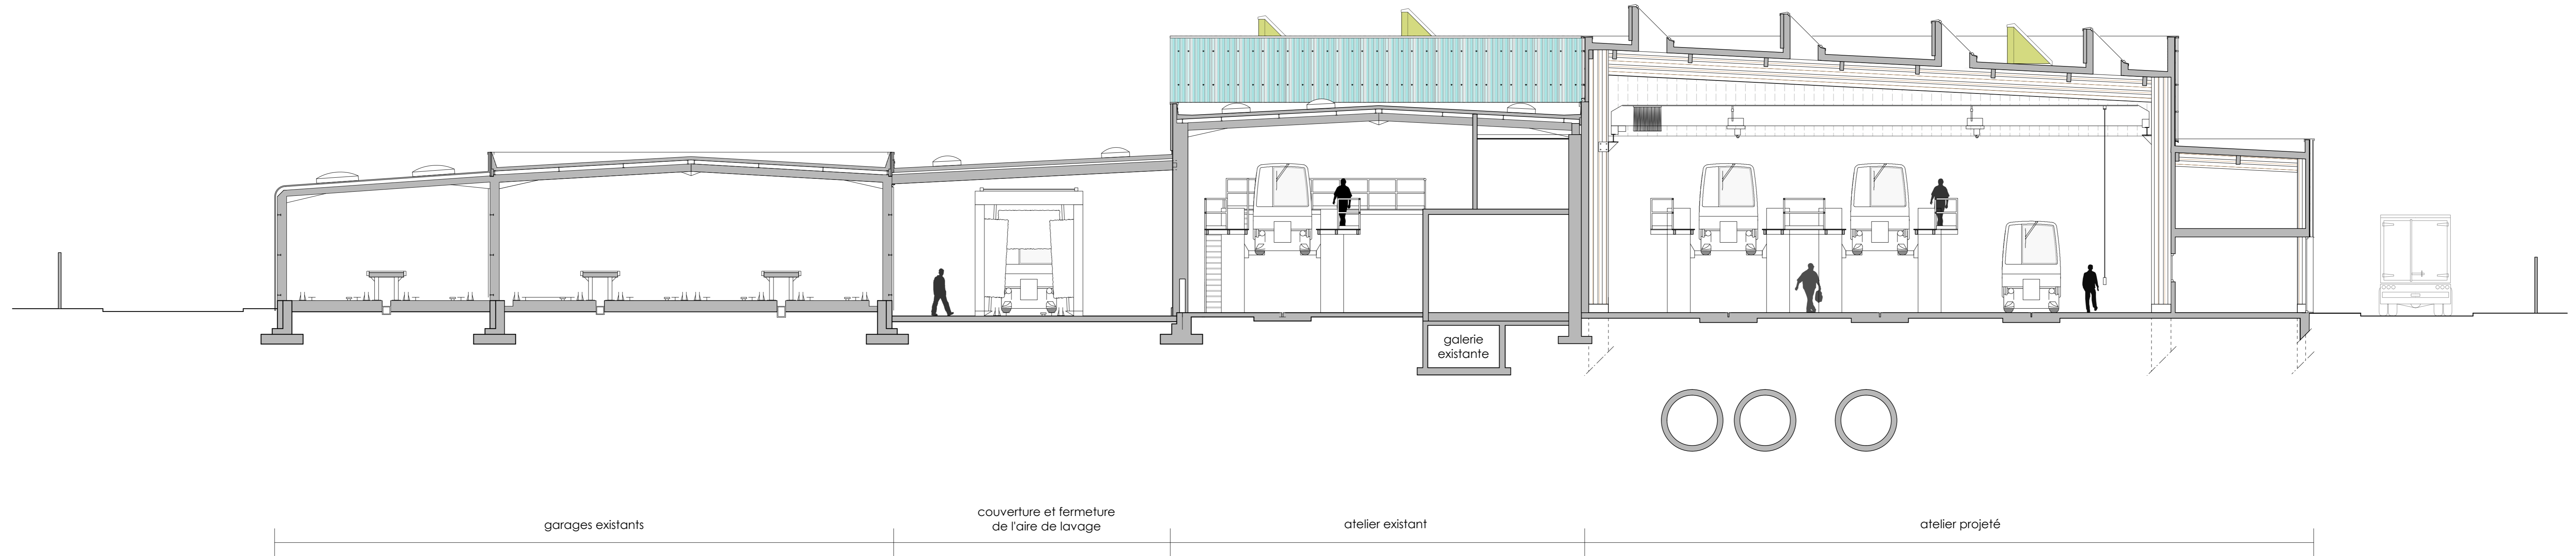 galerie
existante
garages existants
couverture et fermeture
de l'aire de lavage
atelier existant
atelier projeté